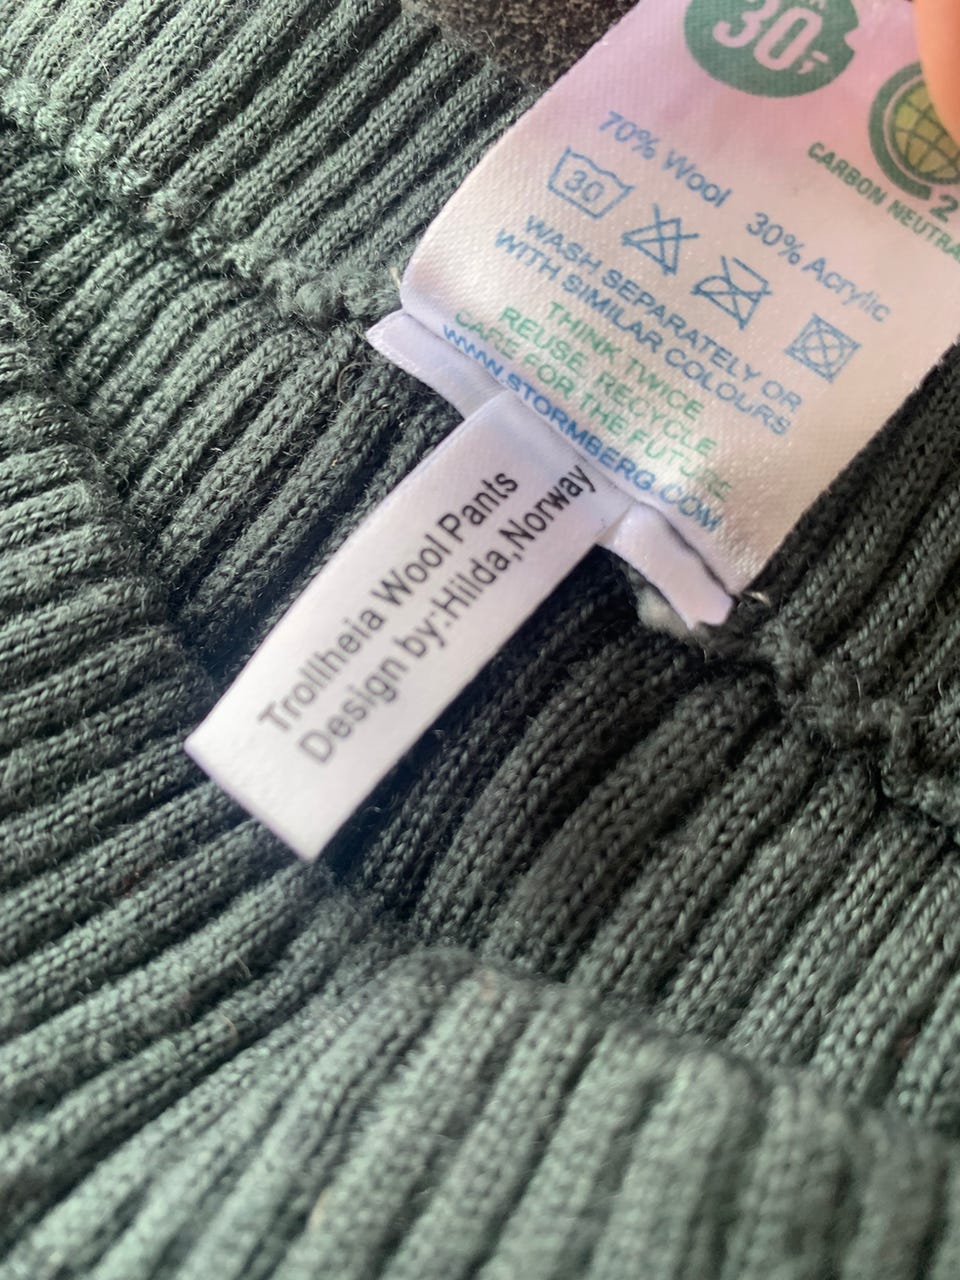 30
70% Wool 30% Acrylic
30
CARBON NEUTRAL
WASH SEPARATELY OR
WITH SIMILAR COLOURS
THINK TWICE
REUSE, RECYCLE
CARE FOR THE FUTURE
WWW.STORMBERG.COM
Trollheia Wool Pants
Design by:Hilda,Norway